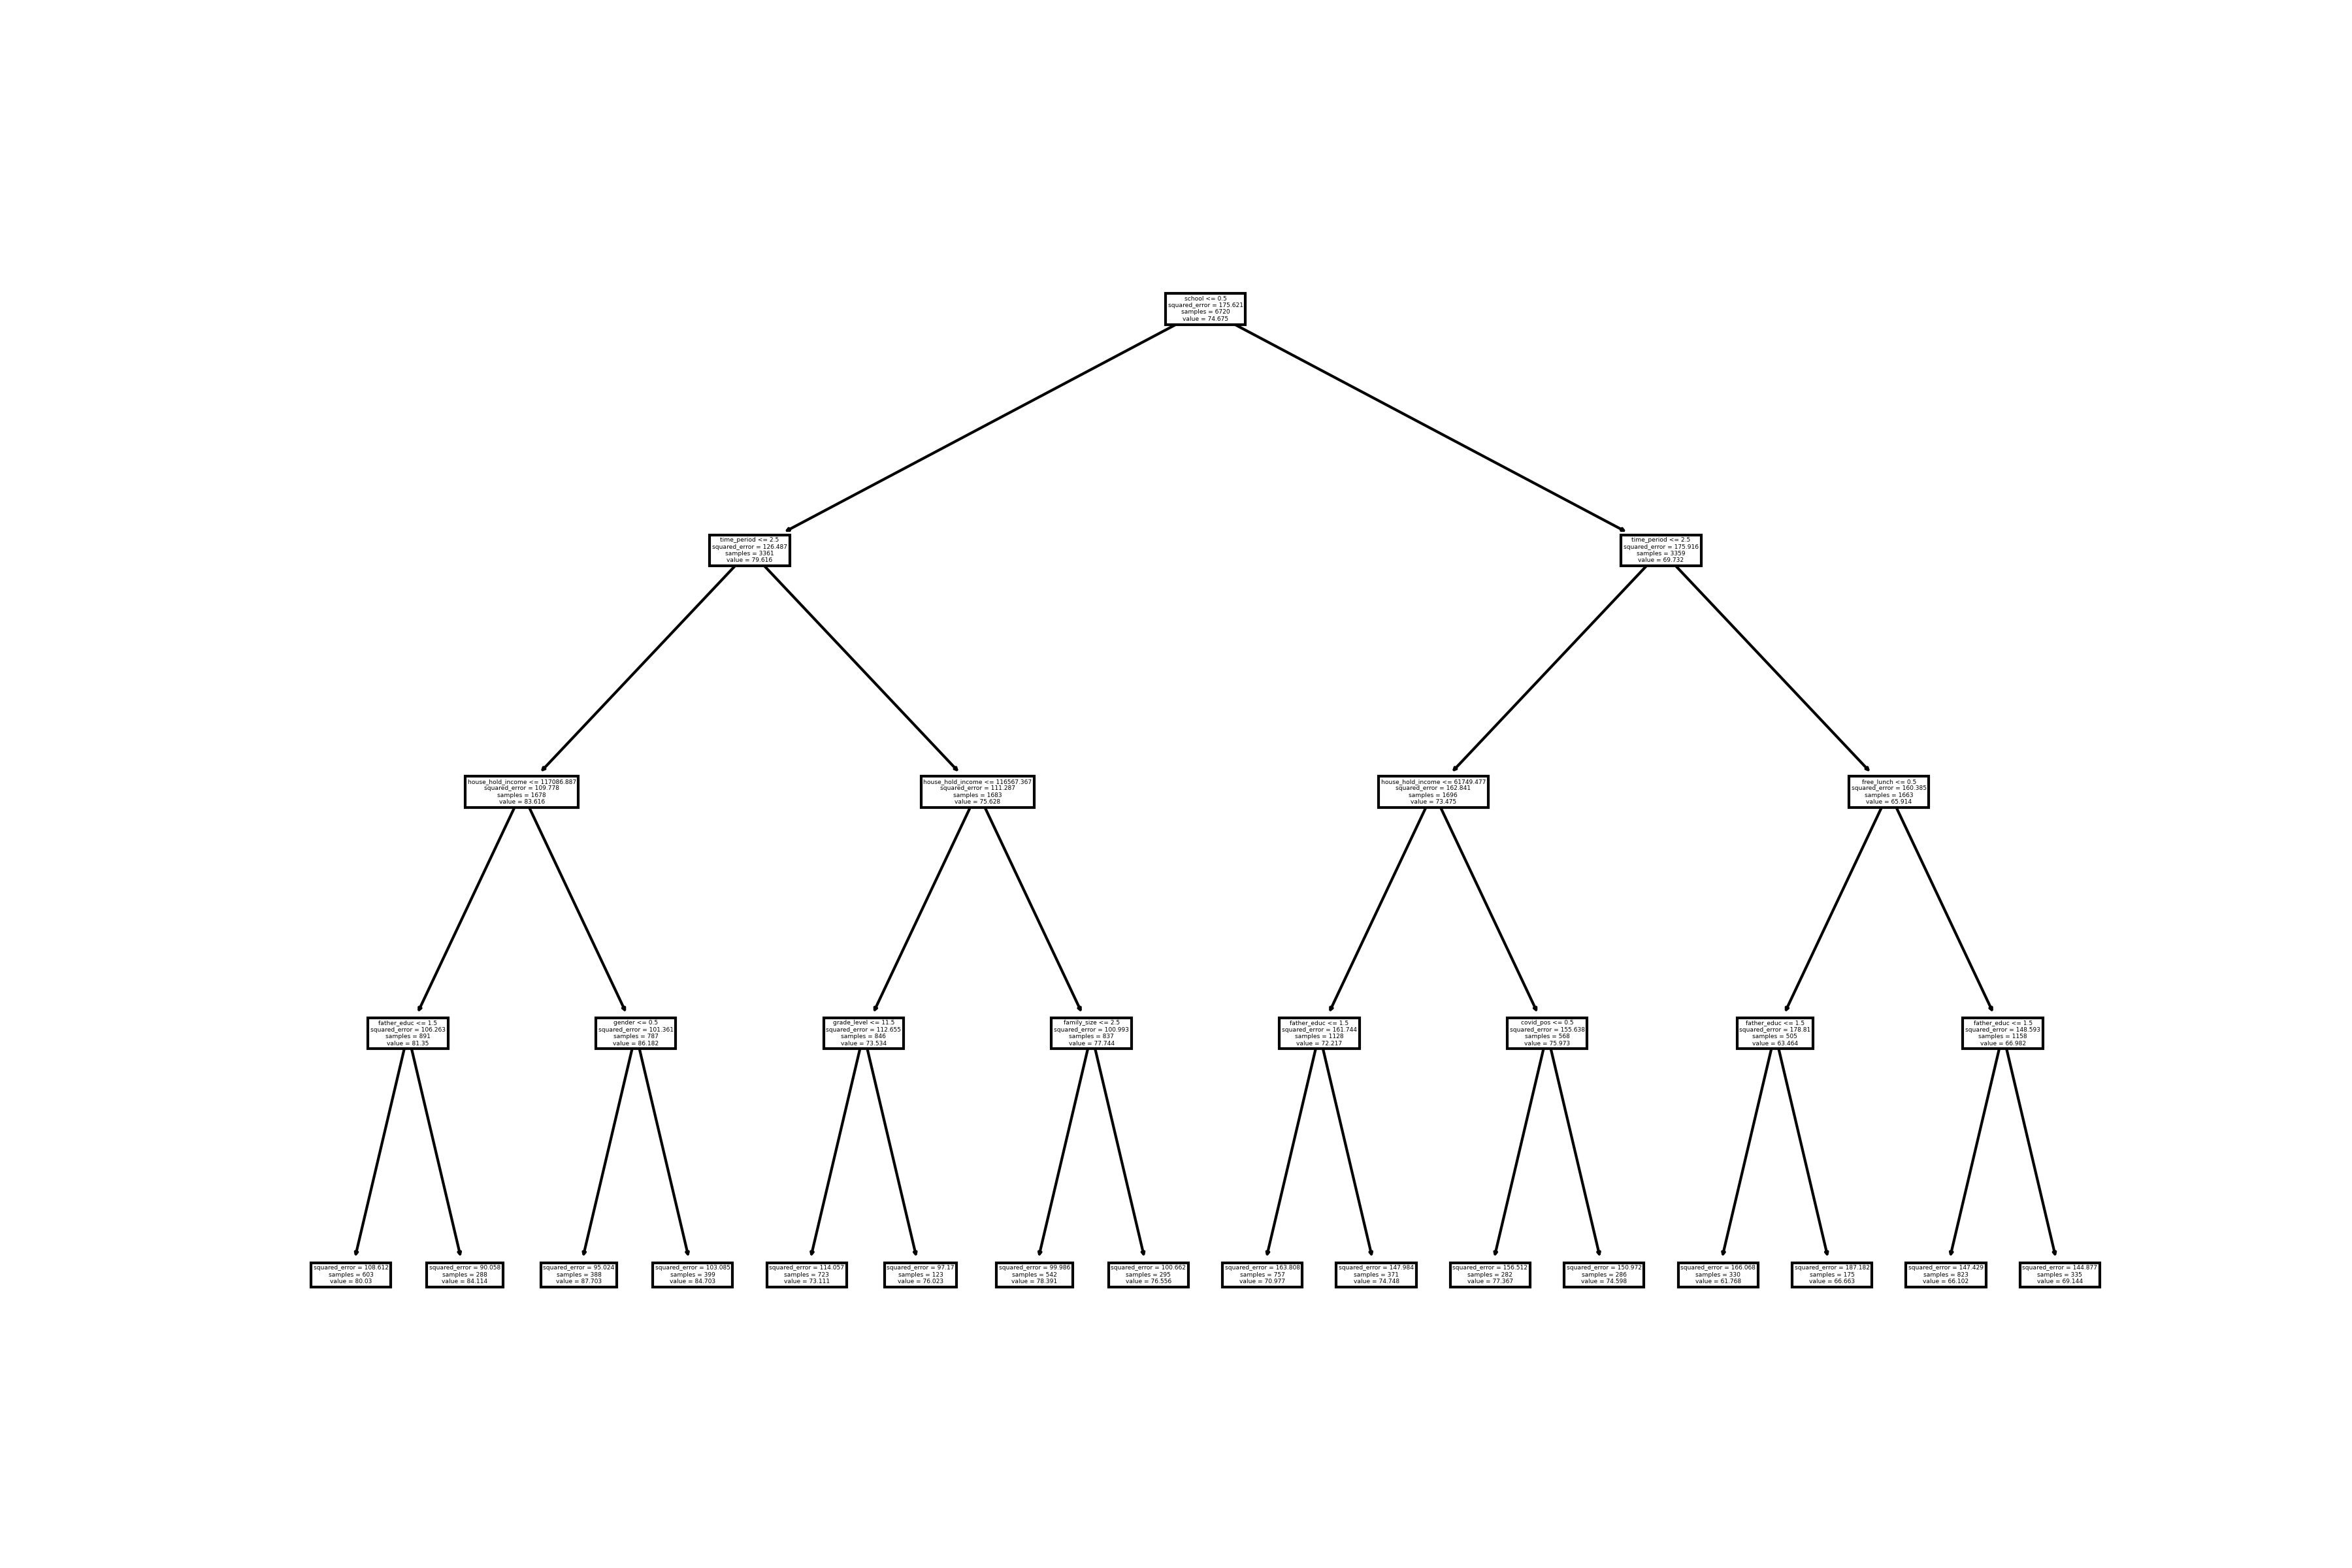 school <= 0.5
squared_error = 175.621
samples = 6720
value = 74.675
time_period <= 2.5
squared_error = 126.487
samples = 3361
value = 79.616
time_period <= 2.5
squared_error = 175.916
samples = 3359
value = 69.732
house_hold_income <= 117086.887
squared_error = 109.778
samples = 1678
value = 83.616
house_hold_income <= 116567.367
squared_error = 111.287
samples = 1683
value = 75.628
house_hold_income <= 61749.477
squared_error = 162.841
samples = 1696
value = 73.475
free_lunch <= 0.5
squared_error = 160.385
samples = 1663
value = 65.914
father_educ <= 1.5
squared_error = 106.263
samples = 891
value = 81.35
gender <= 0.5
squared_error = 101.361
samples = 787
value = 86.182
grade_level <= 11.5
squared_error = 112.655
samples = 846
value = 73.534
family_size <= 2.5
squared_error = 100.993
samples = 837
value = 77.744
father_educ <= 1.5
squared_error = 161.744
samples = 1128
value = 72.217
covid_pos <= 0.5
squared_error = 155.638
samples = 568
value = 75.973
father_educ <= 1.5
squared_error = 178.81
samples = 505
value = 63.464
father_educ <= 1.5
squared_error = 148.593
samples = 1158
value = 66.982
squared_error = 108.612
samples = 603
value = 80.03
squared_error = 90.058
samples = 288
value = 84.114
squared_error = 95.024
samples = 388
value = 87.703
squared_error = 103.085
samples = 399
value = 84.703
squared_error = 114.057
samples = 723
value = 73.111
squared_error = 97.17
samples = 123
value = 76.023
squared_error = 99.986
samples = 542
value = 78.391
squared_error = 100.662
samples = 295
value = 76.556
squared_error = 163.808
samples = 757
value = 70.977
squared_error = 147.984
samples = 371
value = 74.748
squared_error = 156.512
samples = 282
value = 77.367
squared_error = 150.972
samples = 286
value = 74.598
squared_error = 166.068
samples = 330
value = 61.768
squared_error = 187.182
samples = 175
value = 66.663
squared_error = 147.429
samples = 823
value = 66.102
squared_error = 144.877
samples = 335
value = 69.144